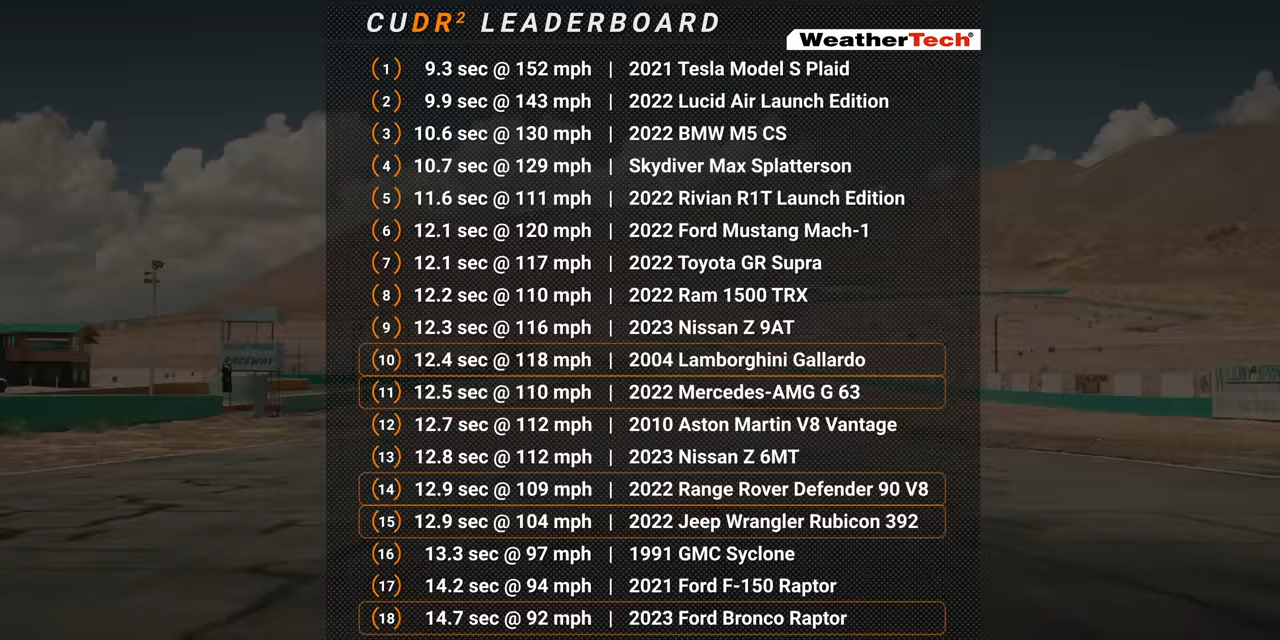 CUDR² LEADERBOARD
WeatherTech®
(1) 9.3 sec @ 152 mph | 2021 Tesla Model S Plaid
(2) 9.9 sec @ 143 mph | 2022 Lucid Air Launch Edition
(3) 10.6 sec @ 130 mph | 2022 BMW M5 CS
(4) 10.7 sec @ 129 mph | Skydiver Max Splatterson
(5) 11.6 sec @ 111 mph | 2022 Rivian R1T Launch Edition
(6) 12.1 sec @ 120 mph | 2022 Ford Mustang Mach-1
(7) 12.1 sec @ 117 mph | 2022 Toyota GR Supra
(8) 12.2 sec @ 110 mph | 2022 Ram 1500 TRX
(9) 12.3 sec @ 116 mph | 2023 Nissan Z 9AT
(10) 12.4 sec @ 118 mph | 2004 Lamborghini Gallardo
(11) 12.5 sec @ 110 mph | 2022 Mercedes-AMG G 63
(12) 12.7 sec @ 112 mph | 2010 Aston Martin V8 Vantage
(13) 12.8 sec @ 112 mph | 2023 Nissan Z 6MT
(14) 12.9 sec @ 109 mph | 2022 Range Rover Defender 90 V8
(15) 12.9 sec @ 104 mph | 2022 Jeep Wrangler Rubicon 392
(16) 13.3 sec @ 97 mph | 1991 GMC Syclone
(17) 14.2 sec @ 94 mph | 2021 Ford F-150 Raptor
(18) 14.7 sec @ 92 mph | 2023 Ford Bronco Raptor
RACEWAY